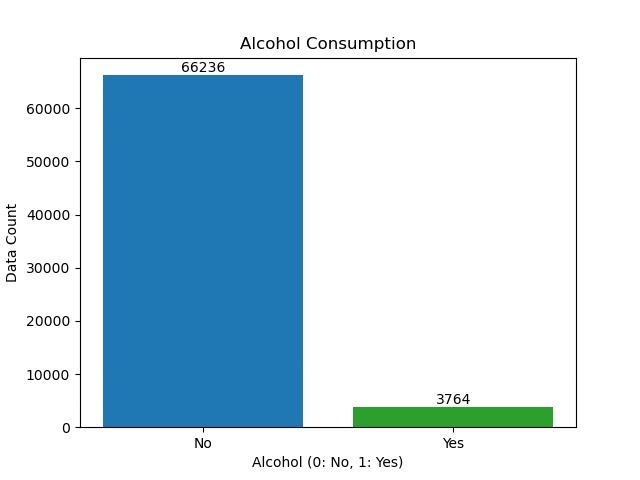 Alcohol Consumption
66236
60000
50000
40000
30000
20000
10000
0
Data Count
3764
No
Yes
Alcohol (0: No, 1: Yes)